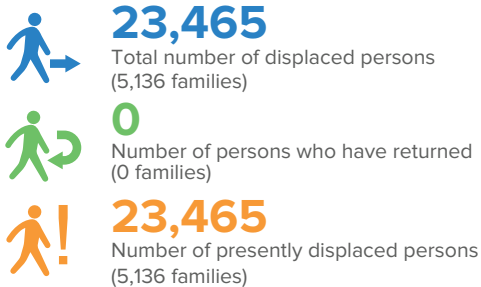 23,465
Total number of displaced persons
(5,136 families)
0
Number of persons who have returned
(0 families)
23,465
Number of presently displaced persons
(5,136 families)